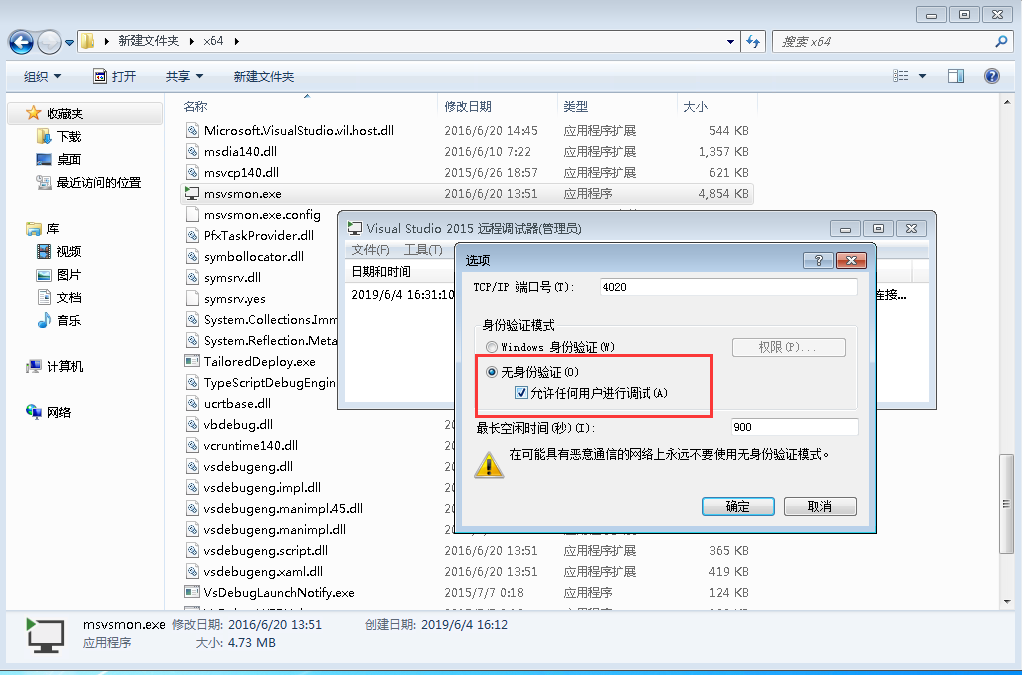 新建文件夹 x64
搜索 x64
组织 打开 共享 新建文件夹
名称 修改日期 类型 大小
收藏夹
下载
桌面
最近访问的位置
库
视频
图片
文档
音乐
计算机
网络
Microsoft.VisualStudio.vil.host.dll 2016/6/20 14:45 应用程序扩展 544 KB
msdia140.dll 2016/6/10 7:22 应用程序扩展 1,357 KB
msvcp140.dll 2015/6/26 18:57 应用程序扩展 621 KB
msvsmon.exe 2016/6/20 13:51 应用程序 4,854 KB
msvsmon.exe.config
PfxTaskProvider.dll
symbollocator.dll
symsrv.dll
symsrv.yes
System.Collections.Imm
System.Reflection.Meta
TailoredDeploy.exe
TypeScriptDebugEngin
ucrtbase.dll
vbdebug.dll
vcruntime140.dll
vsdebugeng.dll
vsdebugeng.impl.dll
vsdebugeng.manimpl.45.dll
vsdebugeng.manimpl.dll
vsdebugeng.script.dll 2016/6/20 13:51 应用程序扩展 365 KB
vsdebugeng.xaml.dll 2016/6/20 13:51 应用程序扩展 419 KB
VsDebugLaunchNotify.exe 2015/7/7 0:18 应用程序 124 KB
Visual Studio 2015 远程调试器(管理员)
文件(F) 工具(T)
日期和时间
2019/6/4 16:31:10
连接...
选项
TCP/IP 端口号(T): 4020
身份验证模式
Windows 身份验证(W) 权限(P)...
无身份验证(O)
允许任何用户进行调试(A)
最长空闲时间(秒)(I): 900
在可能具有恶意通信的网络上永远不要使用无身份验证模式。
确定 取消
msvsmon.exe 修改日期: 2016/6/20 13:51 创建日期: 2019/6/4 16:12
应用程序 大小: 4.73 MB